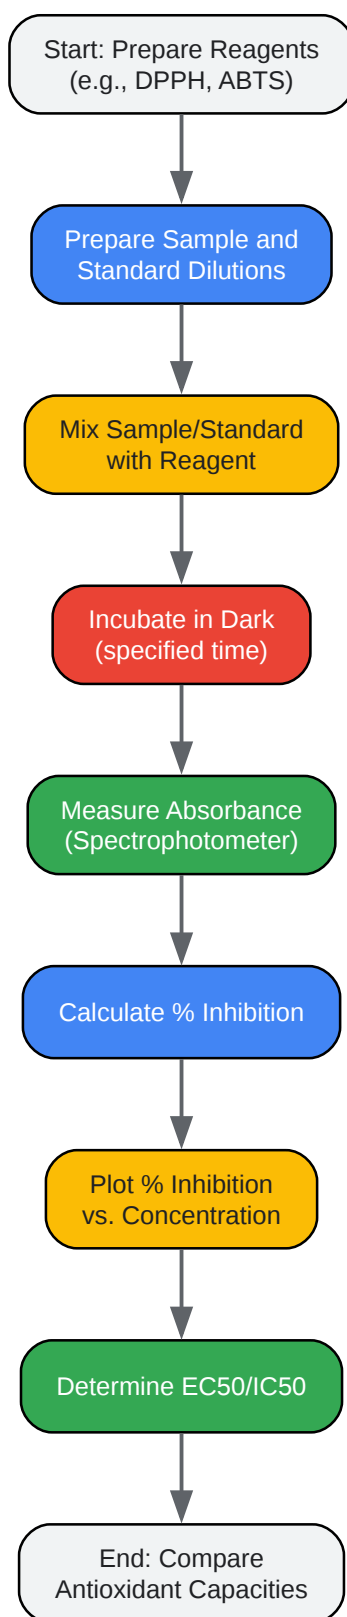 Start: Prepare Reagents
(e.g., DPPH, ABTS)
Prepare Sample and
Standard Dilutions
Mix Sample/Standard
with Reagent
Incubate in Dark
(specified time)
Measure Absorbance
(Spectrophotometer)
Calculate % Inhibition
Plot % Inhibition
vs. Concentration
Determine EC50/IC50
End: Compare
Antioxidant Capacities